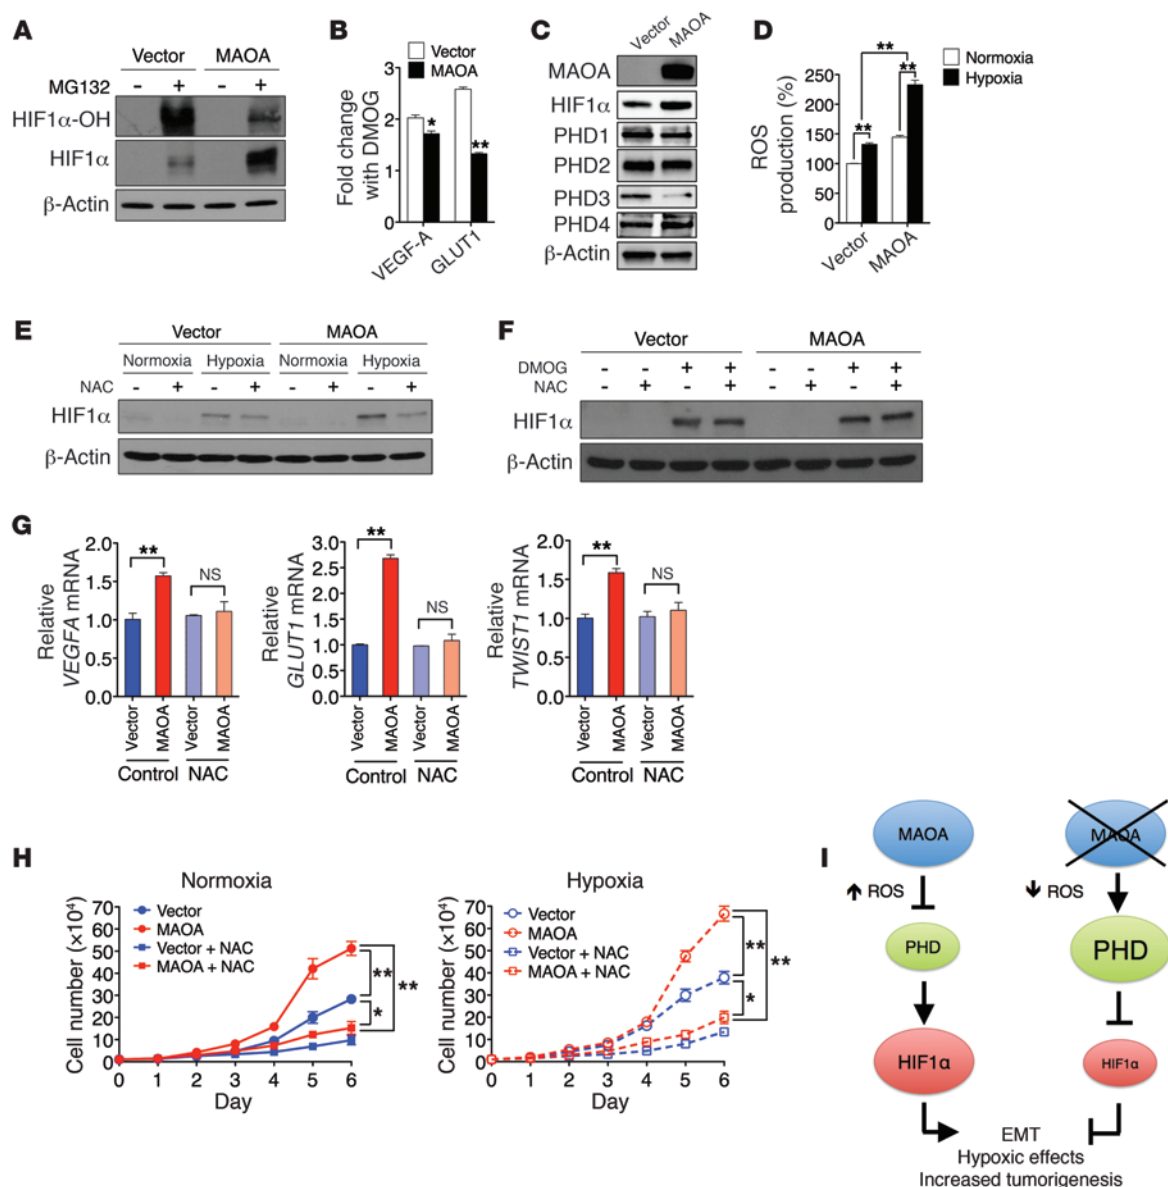 A
Vector MAOA
MG132 - + - +
HIF1α-OH
HIF1α
β-Actin
B
Vector
MAOA
Fold change
with DMOG
3
2
1
0
*
**
VEGF-A
GLUT1
C
Vector
MAOA
MAOA
HIF1α
PHD1
PHD2
PHD3
PHD4
β-Actin
D
Normoxia
Hypoxia
ROS
production (%)
250
200
150
100
50
0
**
**
**
Vector
MAOA
E
Vector MAOA
Normoxia Hypoxia Normoxia Hypoxia
NAC - + - + - + - +
HIF1α
β-Actin
F
Vector MAOA
DMOG - - + + - - + +
NAC - + - + - + - +
HIF1α
β-Actin
G
Relative
VEGFA mRNA
2.0
1.5
1.0
0.5
0.0
**
NS
Vector
MAOA
Vector
MAOA
Control NAC
Relative
GLUT1 mRNA
3.0
2.0
1.0
0.0
**
NS
Vector
MAOA
Vector
MAOA
Control NAC
Relative
TWIST1 mRNA
2.0
1.5
1.0
0.5
0.0
**
NS
Vector
MAOA
Vector
MAOA
Control NAC
H
Normoxia
Cell number (×10⁴)
70
60
50
40
30
20
10
0
Vector
MAOA
Vector + NAC
MAOA + NAC
**
*
**
0 1 2 3 4 5 6
Day
Hypoxia
Cell number (×10⁴)
70
60
50
40
30
20
10
0
Vector
MAOA
Vector + NAC
MAOA + NAC
**
*
**
0 1 2 3 4 5 6
Day
I
MAOA MAOA
ROS ROS
PHD PHD
HIF1α HIF1α
EMT
Hypoxic effects
Increased tumorigenesis